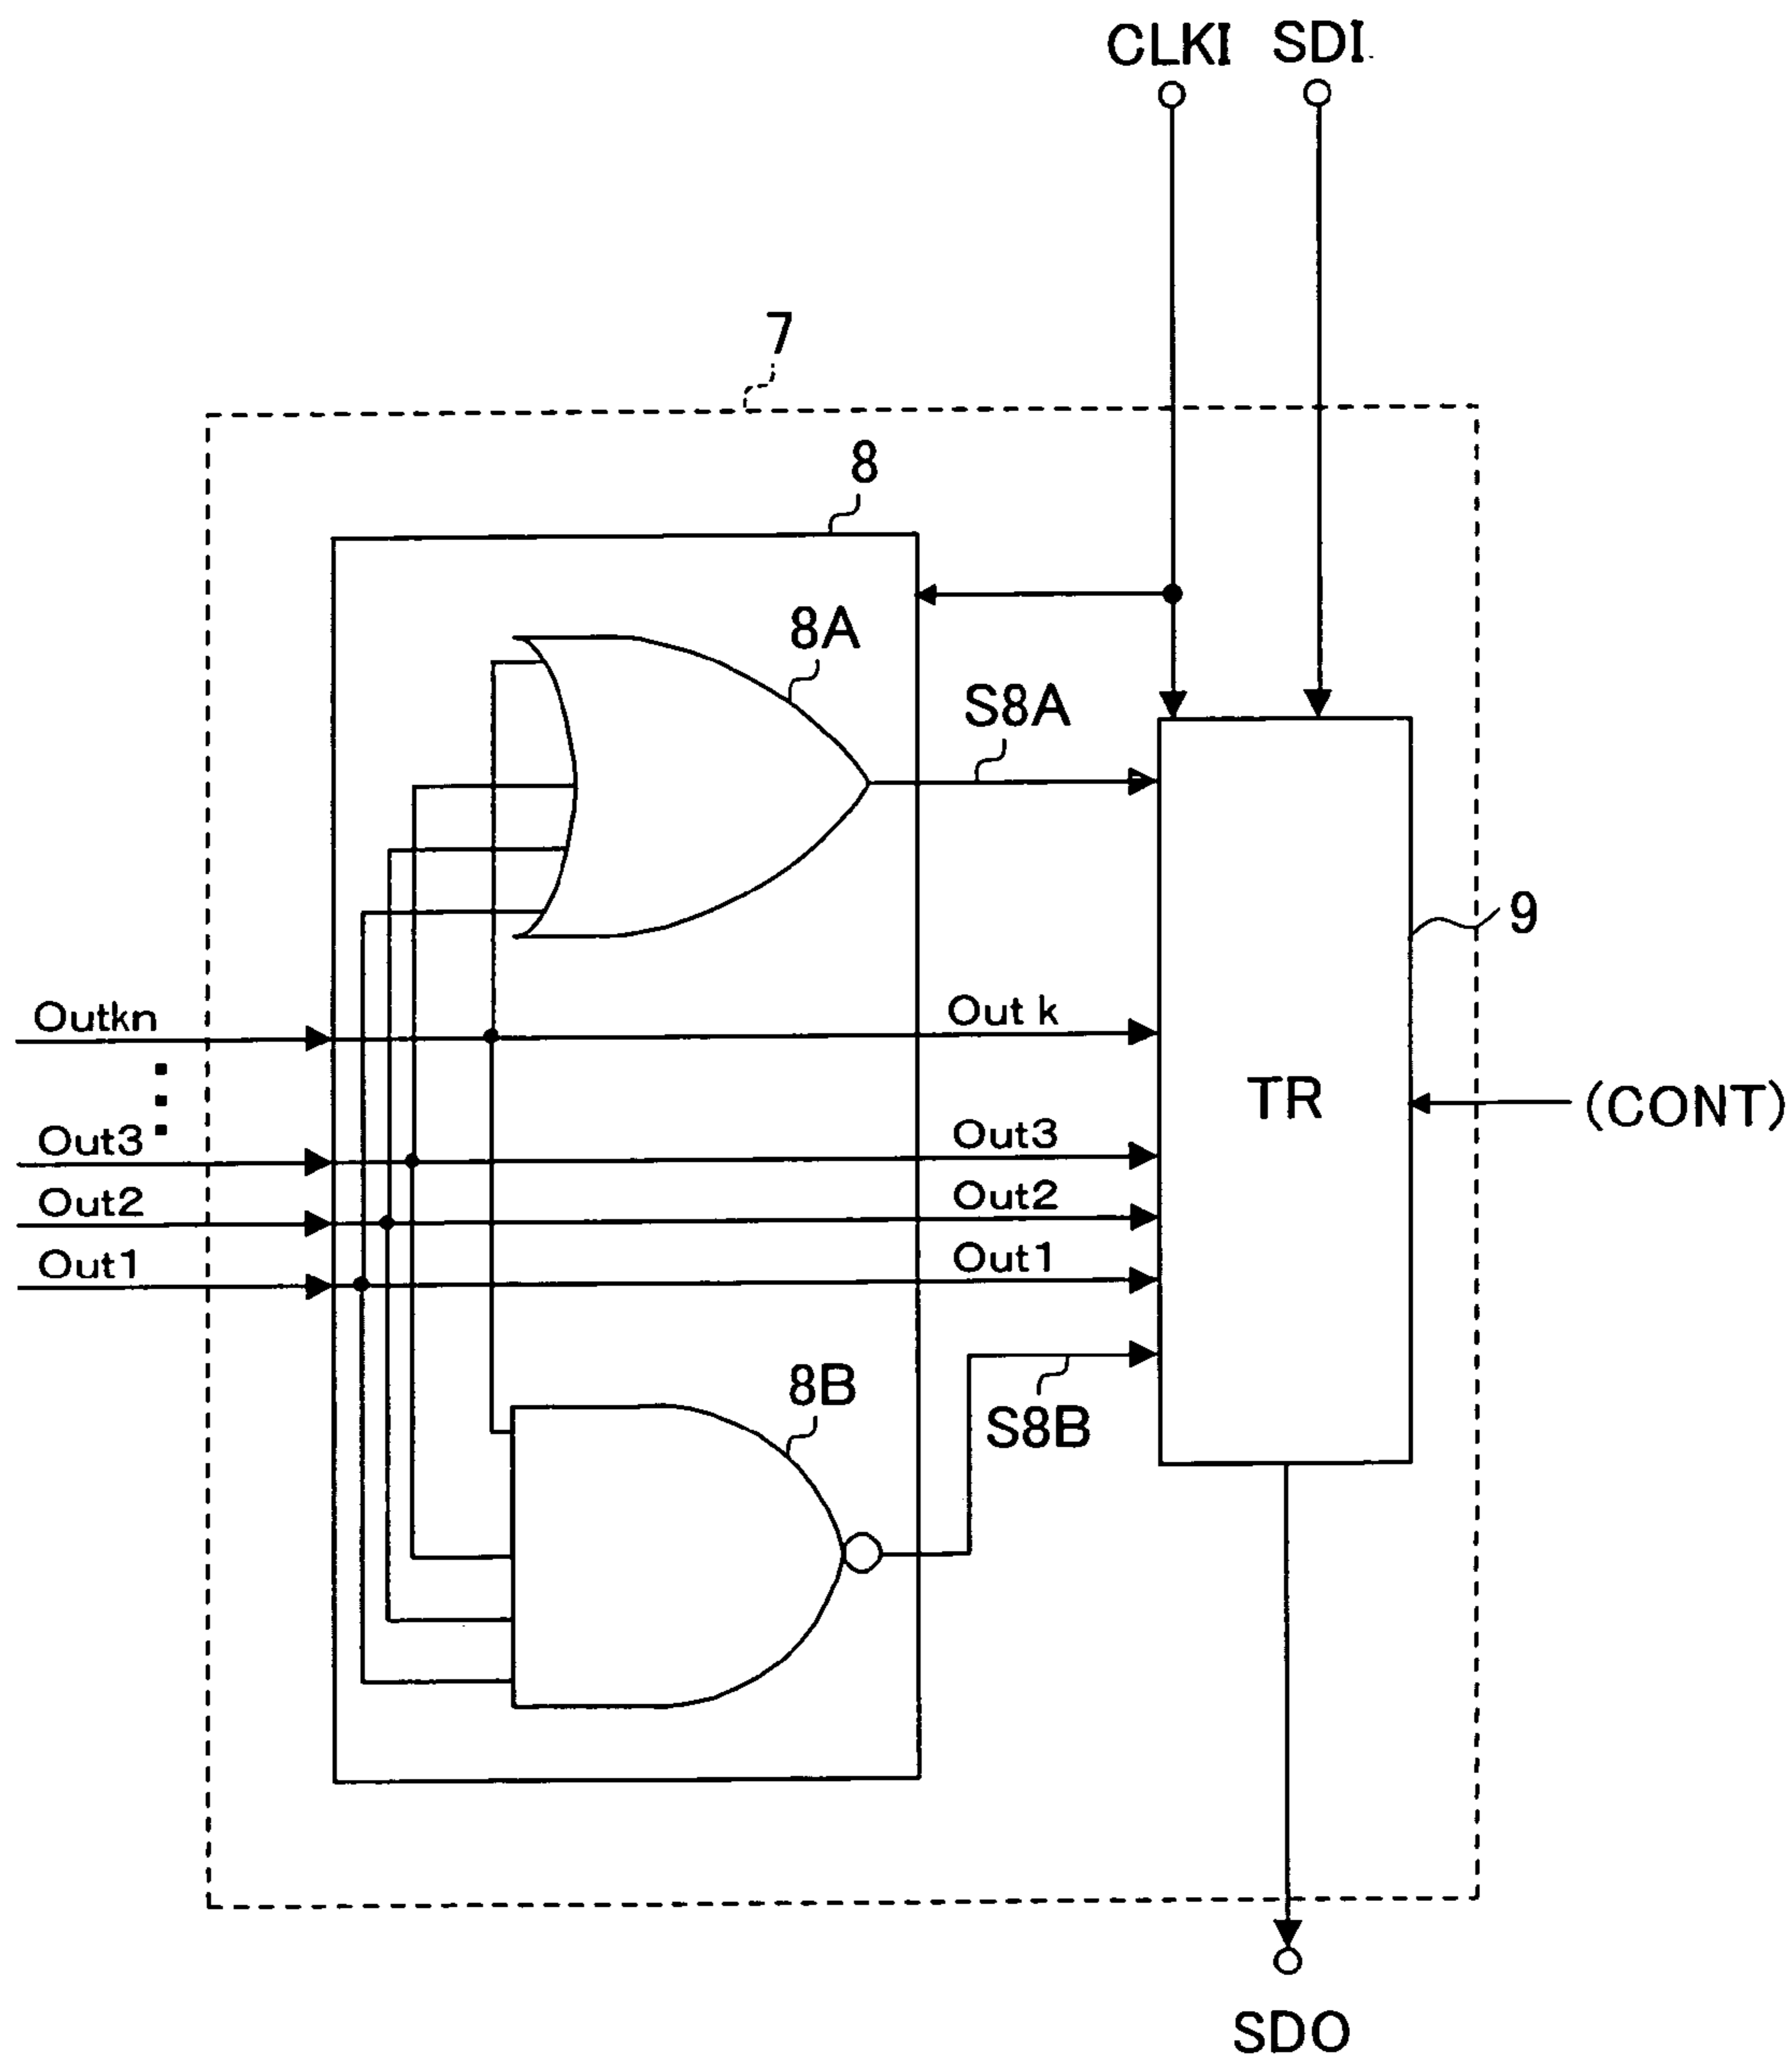 CLKI SDI
7
8
8A
S8A
9
Outkn
Out k
TR
(CONT)
Out3
Out3
Out2
Out2
Out1
Out1
8B
S8B
SDO